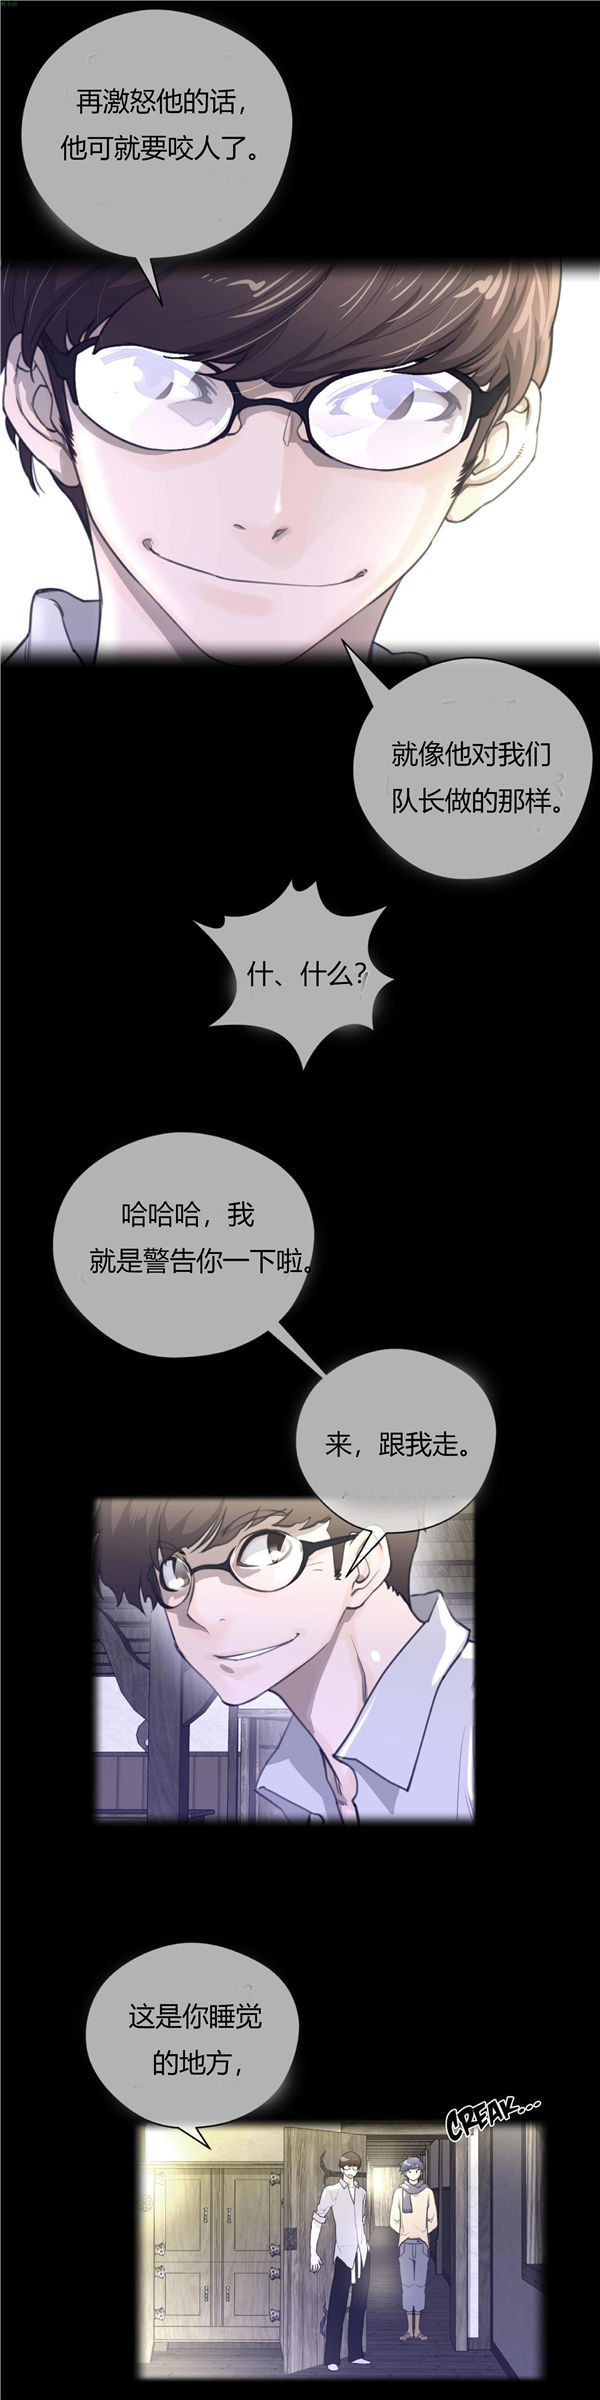 再激怒他的话，
他可就要咬人了。
就像他对我们
队长做的那样。
什、什么？
哈哈哈，我
就是警告你一下啦。
来，跟我走。
这是你睡觉
的地方，
CREAK...